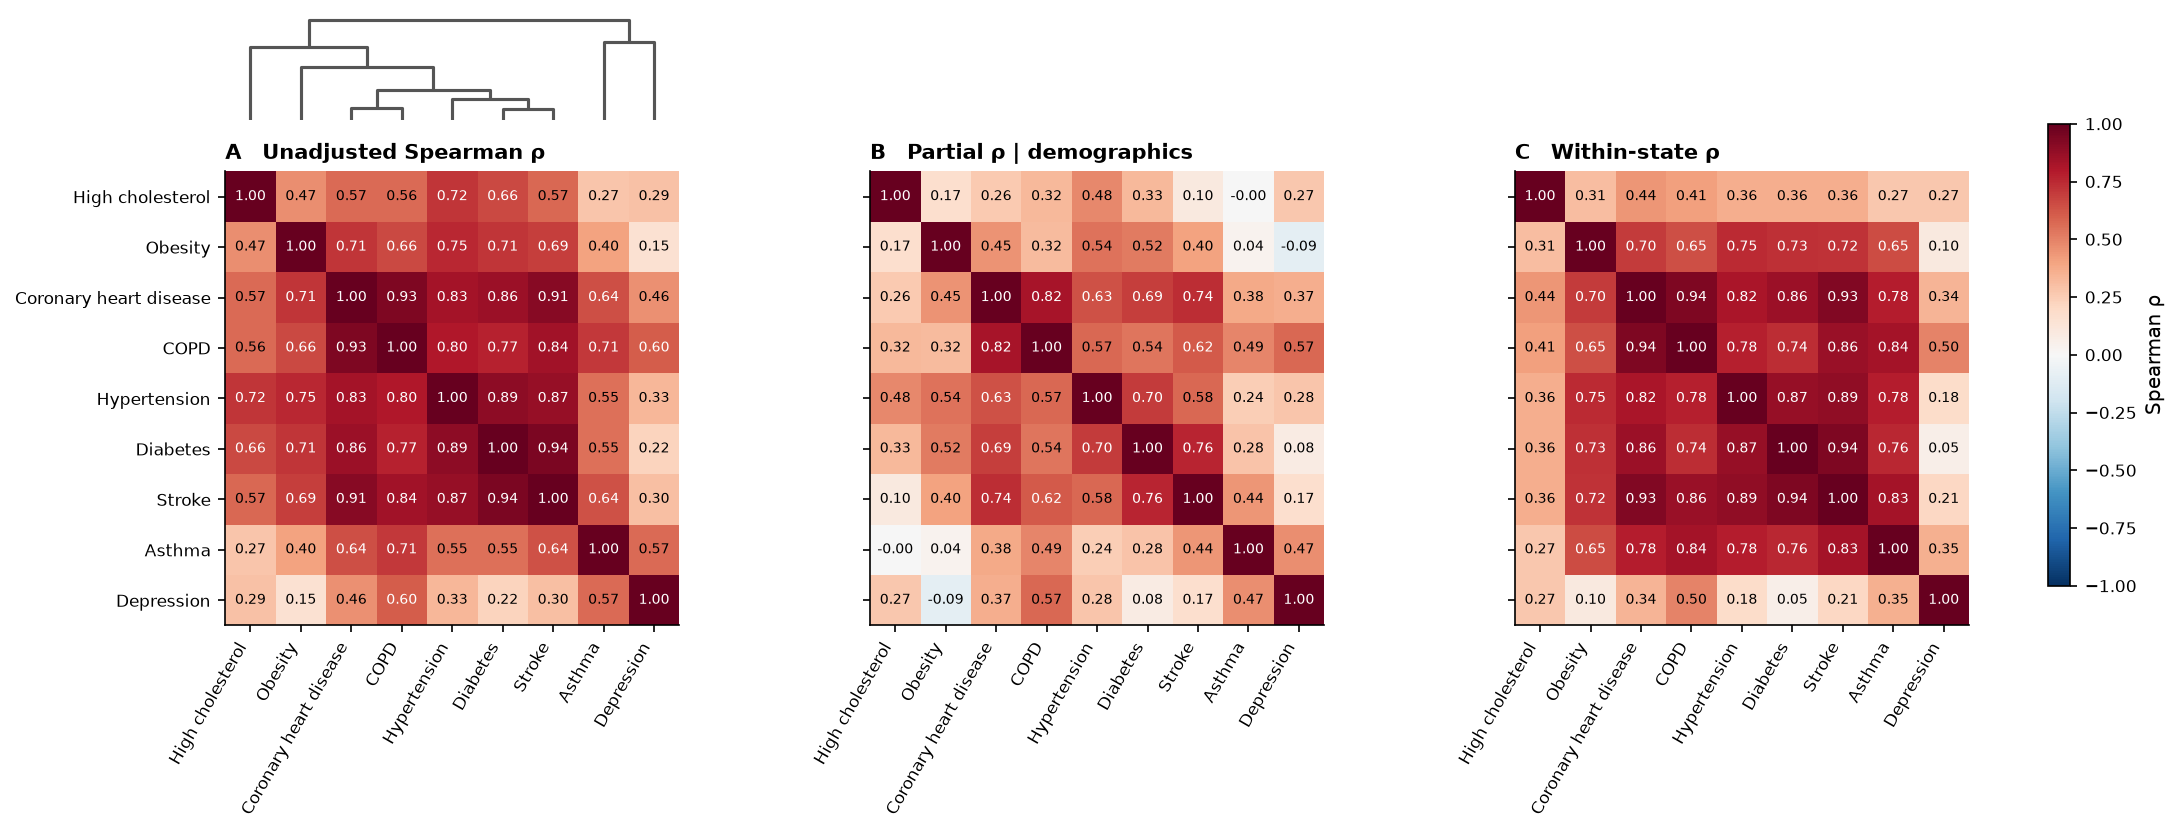 A Unadjusted Spearman ρ
High cholesterol 1.00 0.47 0.57 0.56 0.72 0.66 0.57 0.27 0.29
Obesity 0.47 1.00 0.71 0.66 0.75 0.71 0.69 0.40 0.15
Coronary heart disease 0.57 0.71 1.00 0.93 0.83 0.86 0.91 0.64 0.46
COPD 0.56 0.66 0.93 1.00 0.80 0.77 0.84 0.71 0.60
Hypertension 0.72 0.75 0.83 0.80 1.00 0.89 0.87 0.55 0.33
Diabetes 0.66 0.71 0.86 0.77 0.89 1.00 0.94 0.55 0.22
Stroke 0.57 0.69 0.91 0.84 0.87 0.94 1.00 0.64 0.30
Asthma 0.27 0.40 0.64 0.71 0.55 0.55 0.64 1.00 0.57
Depression 0.29 0.15 0.46 0.60 0.33 0.22 0.30 0.57 1.00
High cholesterol
Obesity
Coronary heart disease
COPD
Hypertension
Diabetes
Stroke
Asthma
Depression
B Partial ρ | demographics
1.00 0.17 0.26 0.32 0.48 0.33 0.10 -0.00 0.27
0.17 1.00 0.45 0.32 0.54 0.52 0.40 0.04 -0.09
0.26 0.45 1.00 0.82 0.63 0.69 0.74 0.38 0.37
0.32 0.32 0.82 1.00 0.57 0.54 0.62 0.49 0.57
0.48 0.54 0.63 0.57 1.00 0.70 0.58 0.24 0.28
0.33 0.52 0.69 0.54 0.70 1.00 0.76 0.28 0.08
0.10 0.40 0.74 0.62 0.58 0.76 1.00 0.44 0.17
-0.00 0.04 0.38 0.49 0.24 0.28 0.44 1.00 0.47
0.27 -0.09 0.37 0.57 0.28 0.08 0.17 0.47 1.00
High cholesterol
Obesity
Coronary heart disease
COPD
Hypertension
Diabetes
Stroke
Asthma
Depression
C Within-state ρ
1.00 0.31 0.44 0.41 0.36 0.36 0.36 0.27 0.27
0.31 1.00 0.70 0.65 0.75 0.73 0.72 0.65 0.10
0.44 0.70 1.00 0.94 0.82 0.86 0.93 0.78 0.34
0.41 0.65 0.94 1.00 0.78 0.74 0.86 0.84 0.50
0.36 0.75 0.82 0.78 1.00 0.87 0.89 0.78 0.18
0.36 0.73 0.86 0.74 0.87 1.00 0.94 0.76 0.05
0.36 0.72 0.93 0.86 0.89 0.94 1.00 0.83 0.21
0.27 0.65 0.78 0.84 0.78 0.76 0.83 1.00 0.35
0.27 0.10 0.34 0.50 0.18 0.05 0.21 0.35 1.00
High cholesterol
Obesity
Coronary heart disease
COPD
Hypertension
Diabetes
Stroke
Asthma
Depression
1.00
0.75
0.50
0.25
0.00
−0.25
−0.50
−0.75
−1.00
Spearman ρ